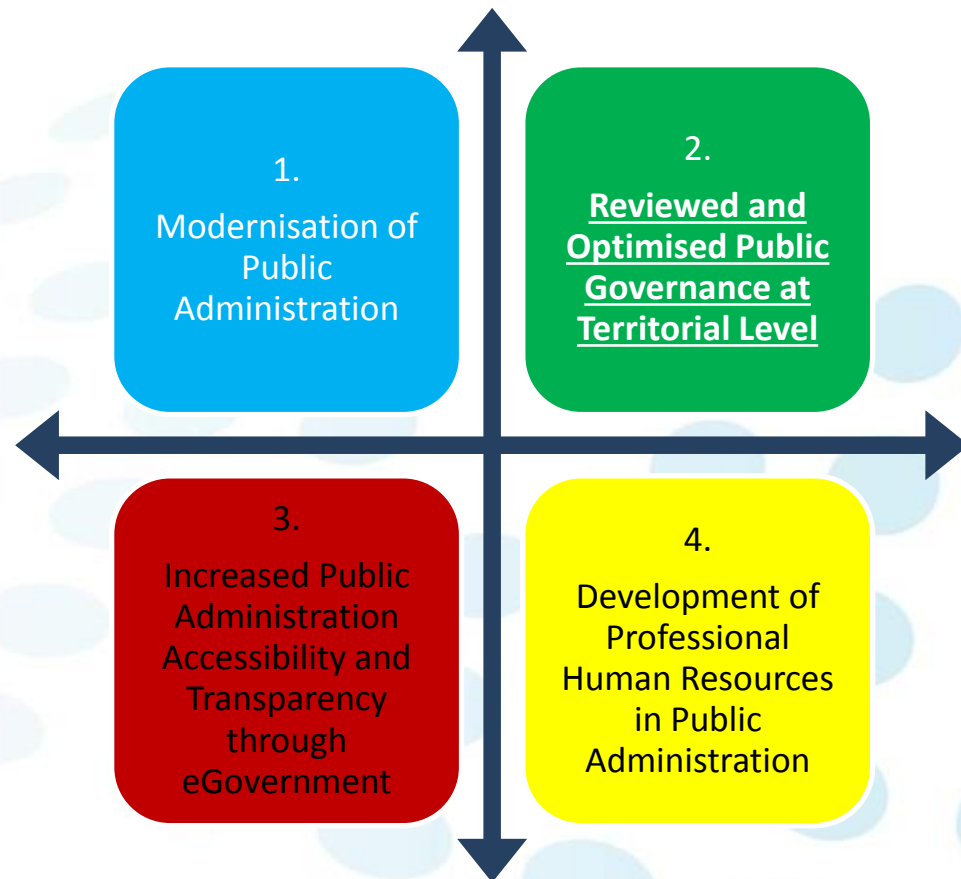 1.
Modernisation of
Public
Administration
2.
Reviewed and
Optimised Public
Governance at
Territorial Level
3.
Increased Public
Administration
Accessibility and
Transparency
through
eGovernment
4.
Development of
Professional
Human Resources
in Public
Administration